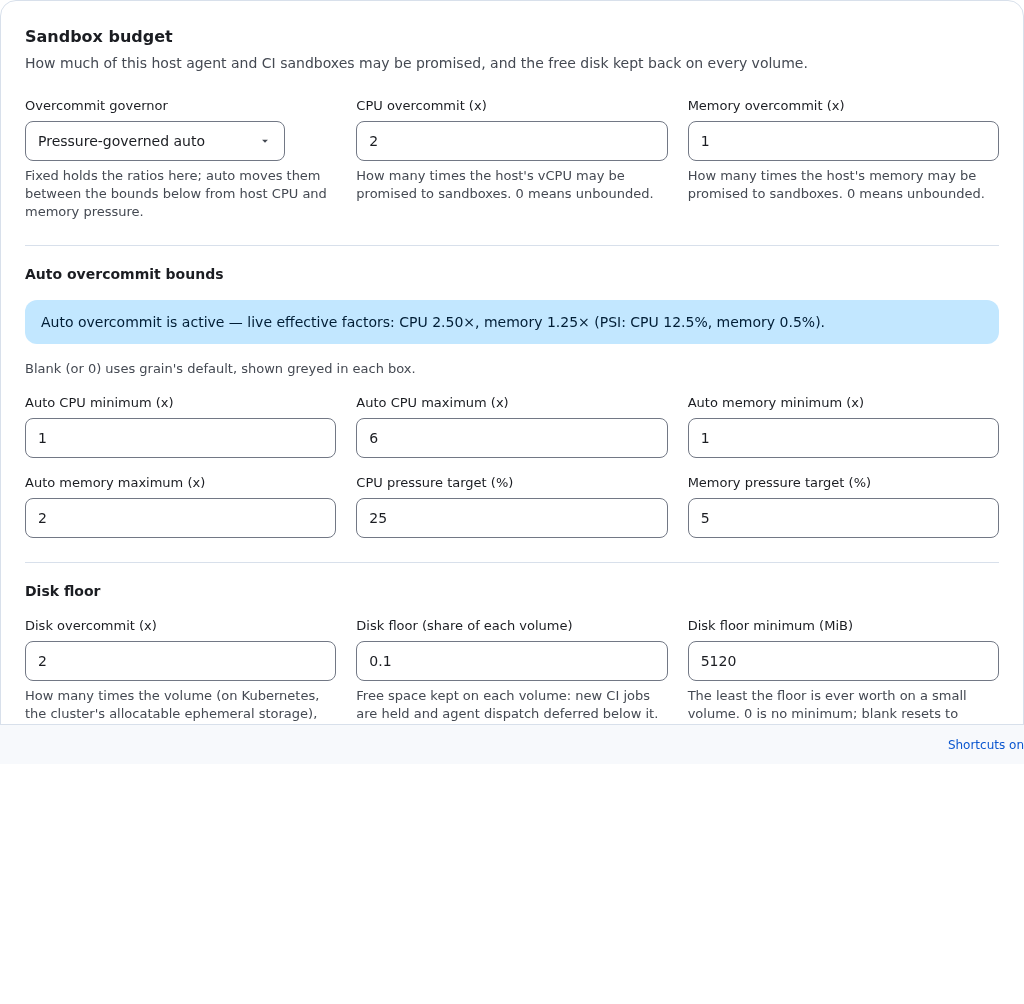 Sandbox budget
How much of this host agent and CI sandboxes may be promised, and the free disk kept back on every volume.
Overcommit governor
Pressure-governed auto
Fixed holds the ratios here; auto moves them
between the bounds below from host CPU and
memory pressure.
CPU overcommit (x)
2
How many times the host's vCPU may be
promised to sandboxes. 0 means unbounded.
Memory overcommit (x)
1
How many times the host's memory may be
promised to sandboxes. 0 means unbounded.
Auto overcommit bounds
Auto overcommit is active — live effective factors: CPU 2.50×, memory 1.25× (PSI: CPU 12.5%, memory 0.5%).
Blank (or 0) uses grain's default, shown greyed in each box.
Auto CPU minimum (x)
1
Auto CPU maximum (x)
6
Auto memory minimum (x)
1
Auto memory maximum (x)
2
CPU pressure target (%)
25
Memory pressure target (%)
5
Disk floor
Disk overcommit (x)
2
How many times the volume (on Kubernetes,
the cluster's allocatable ephemeral storage),
Disk floor (share of each volume)
0.1
Free space kept on each volume: new CI jobs
are held and agent dispatch deferred below it.
Disk floor minimum (MiB)
5120
The least the floor is ever worth on a small
volume. 0 is no minimum; blank resets to
Shortcuts on